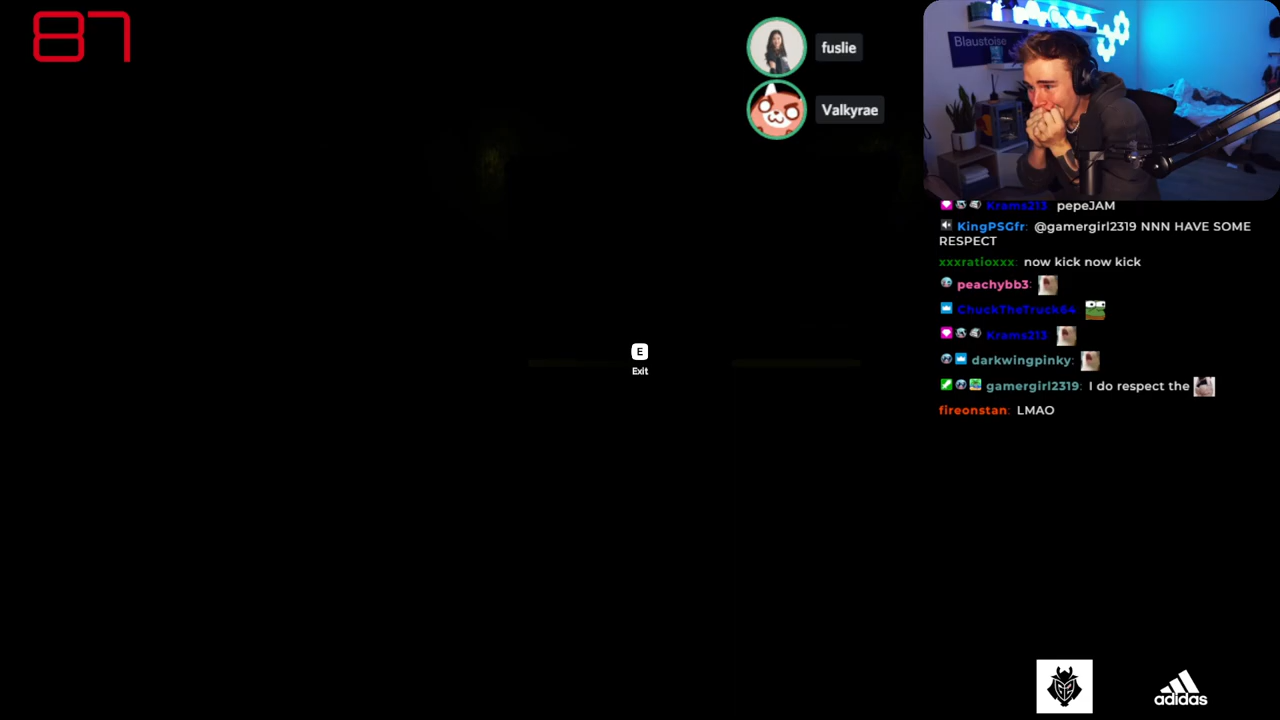 87
fuslie
Valkyrae
Blaustoise
Krams213 pepeJAM
KingPSGfr: @gamergirl2319 NNN HAVE SOME
RESPECT
xxxratioxxx: now kick now kick
peachybb3:
ChuckTheTruck64
Krams213
darkwingpinky:
gamergirl2319: I do respect the
fireonstan: LMAO
E
Exit
adidas